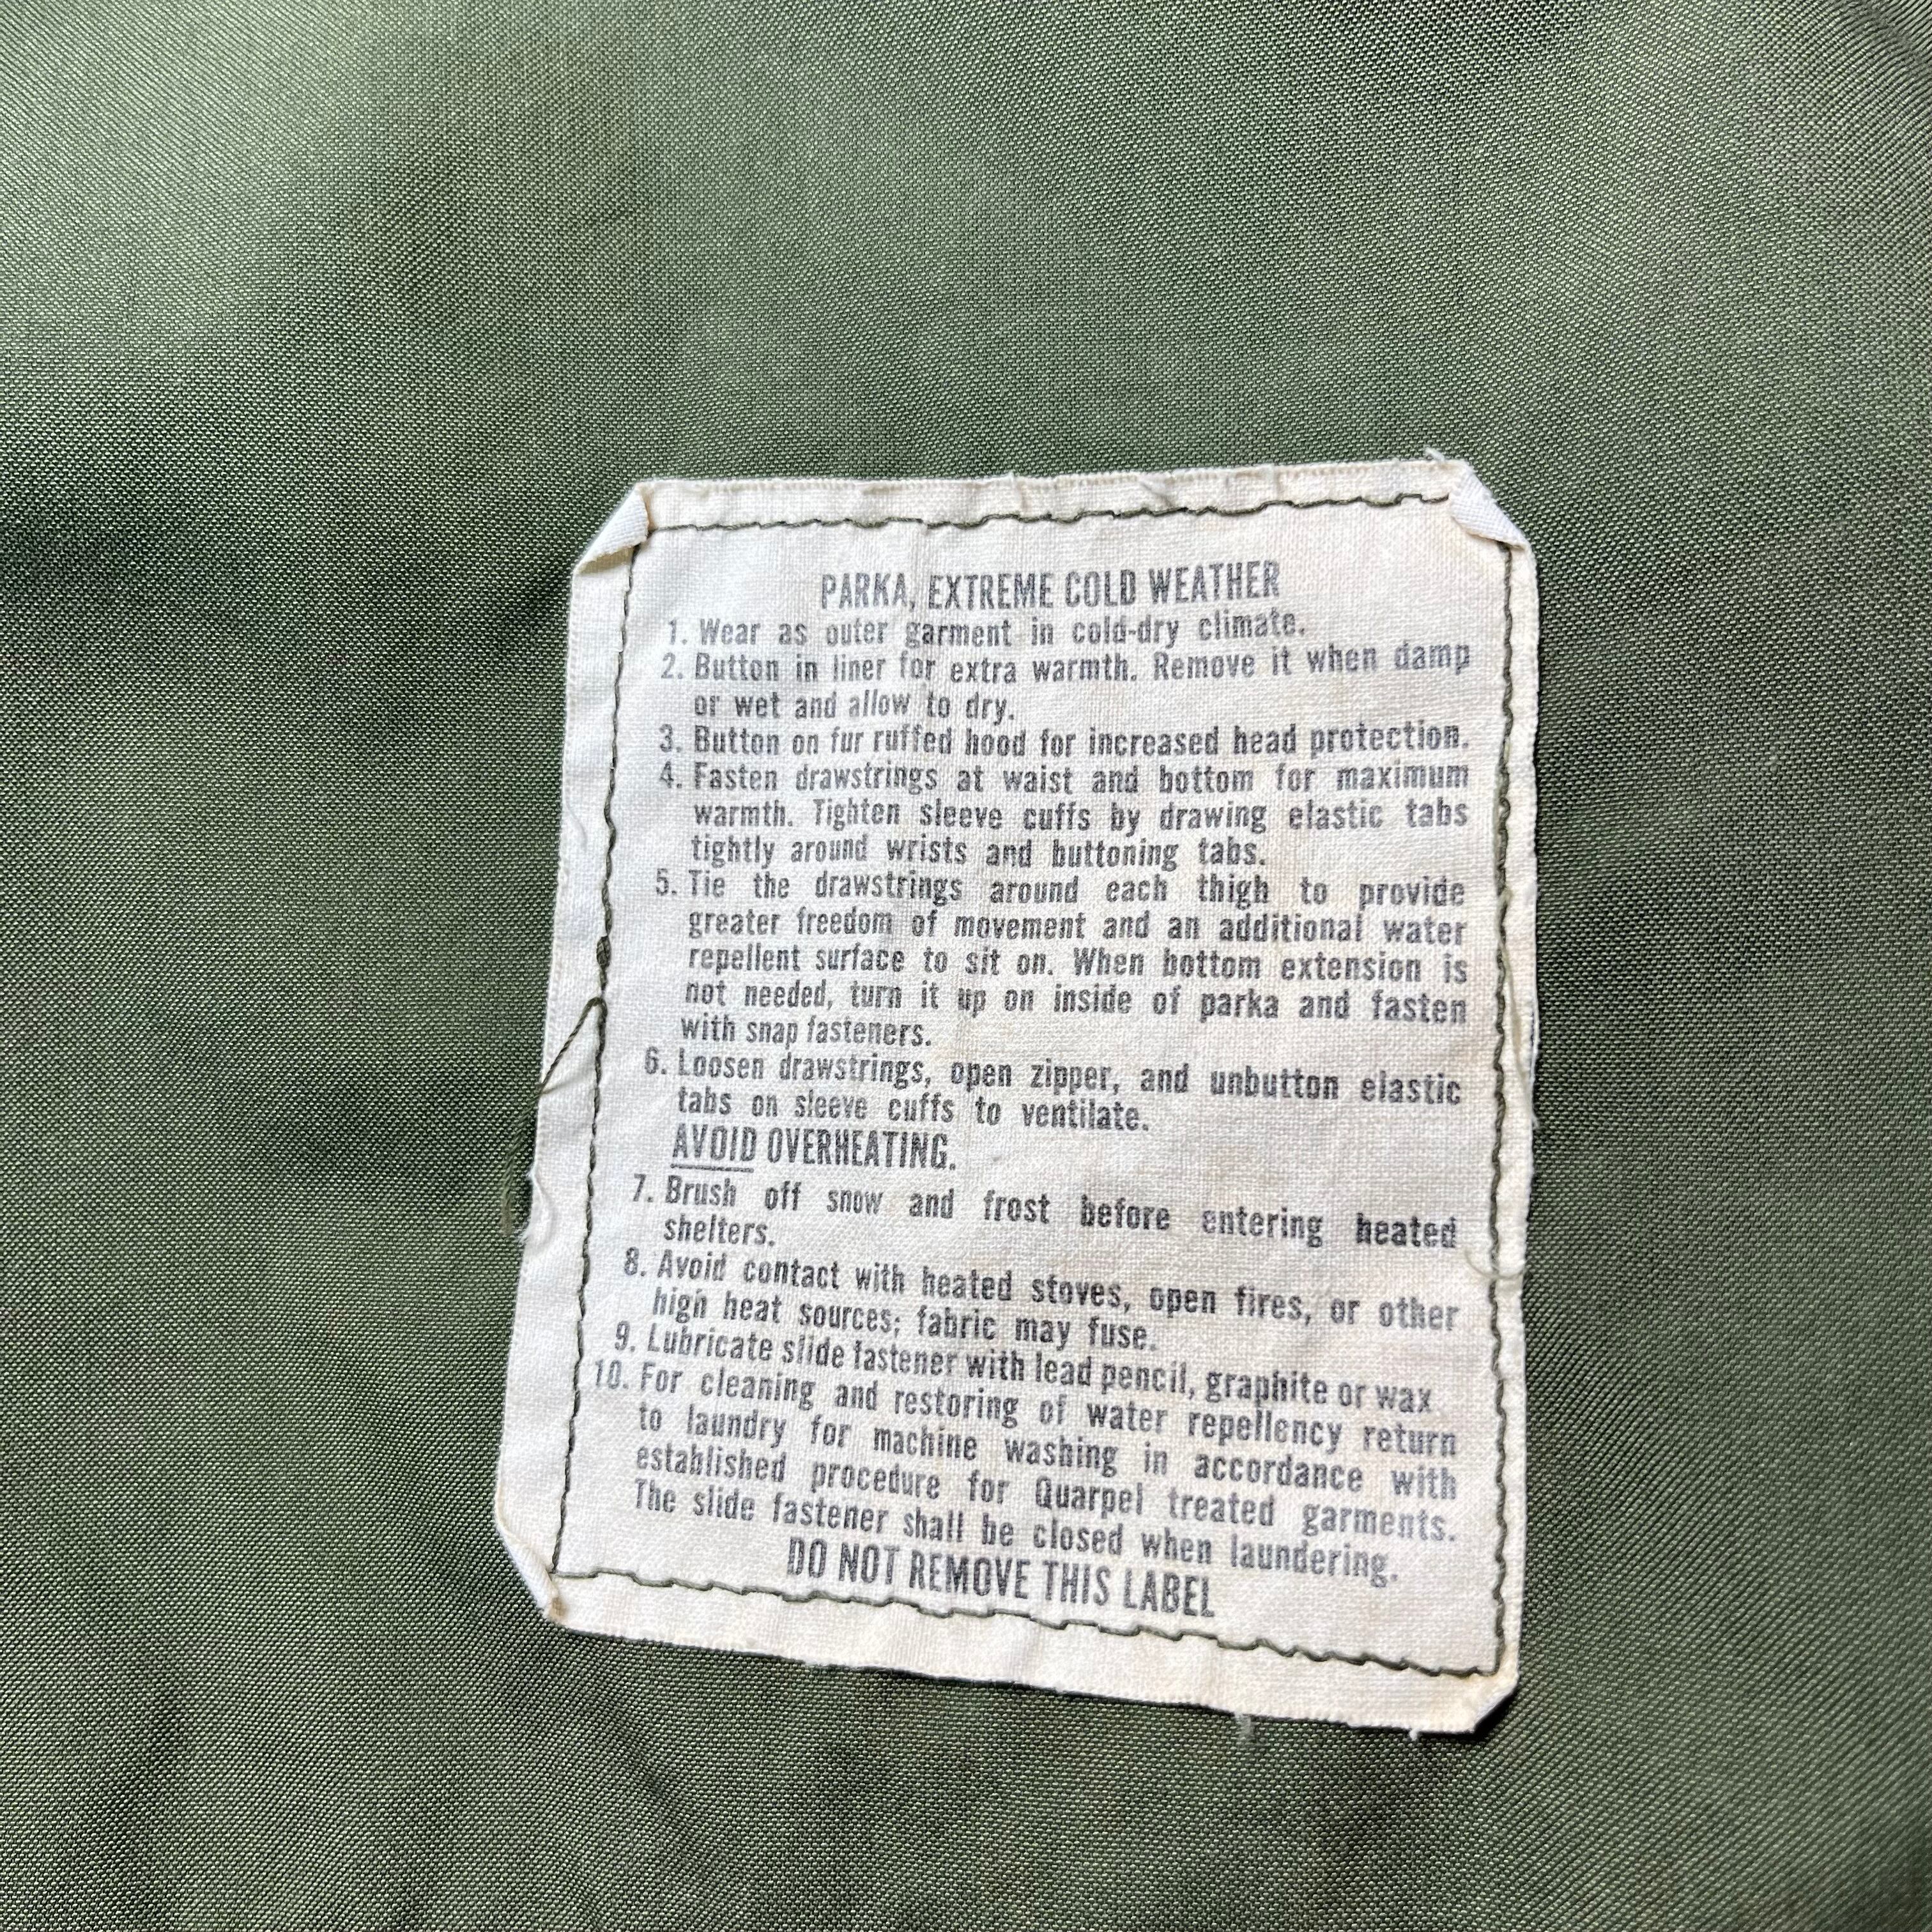 PARKA, EXTREME COLD WEATHER
1. Wear as outer garment in cold-dry climate.
2. Button in liner for extra warmth. Remove it when damp
or wet and allow to dry.
3. Button on fur ruffed hood for increased head protection.
4. Fasten drawstrings at waist and bottom for maximum
warmth. Tighten sleeve cuffs by drawing elastic tabs
tightly around wrists and buttoning tabs.
5. Tie the drawstrings around each thigh to provide
greater freedom of movement and an additional water
repellent surface to sit on. When bottom extension is
not needed, turn it up on inside of parka and fasten
with snap fasteners.
6. Loosen drawstrings, open zipper, and unbutton elastic
tabs on sleeve cuffs to ventilate.
AVOID OVERHEATING.
7. Brush off snow and frost before entering heated
shelters.
8. Avoid contact with heated stoves, open fires, or other
high heat sources; fabric may fuse.
9. Lubricate slide fastener with lead pencil, graphite or wax
10. For cleaning and restoring of water repellency return
to laundry for machine washing in accordance with
established procedure for Quarpel treated garments.
The slide fastener shall be closed when laundering.
DO NOT REMOVE THIS LABEL